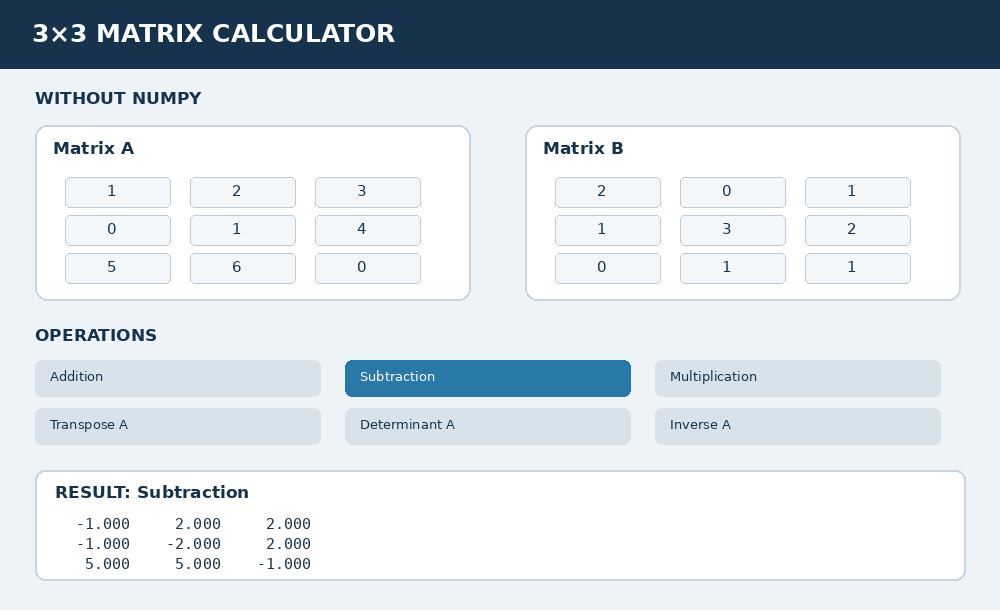 3×3 MATRIX CALCULATOR
WITHOUT NUMPY
Matrix A
1 2 3
0 1 4
5 6 0
Matrix B
2 0 1
1 3 2
0 1 1
OPERATIONS
Addition Subtraction Multiplication
Transpose A Determinant A Inverse A
RESULT: Subtraction
-1.000 2.000 2.000
-1.000 -2.000 2.000
5.000 5.000 -1.000